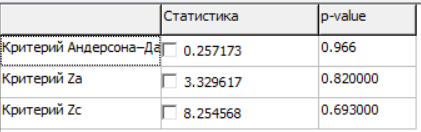 Статистика p-value
Критерий Андерсона-Да 0.257173 0.966
Критерий Za 3.329617 0.820000
Критерий Zc 8.254568 0.693000